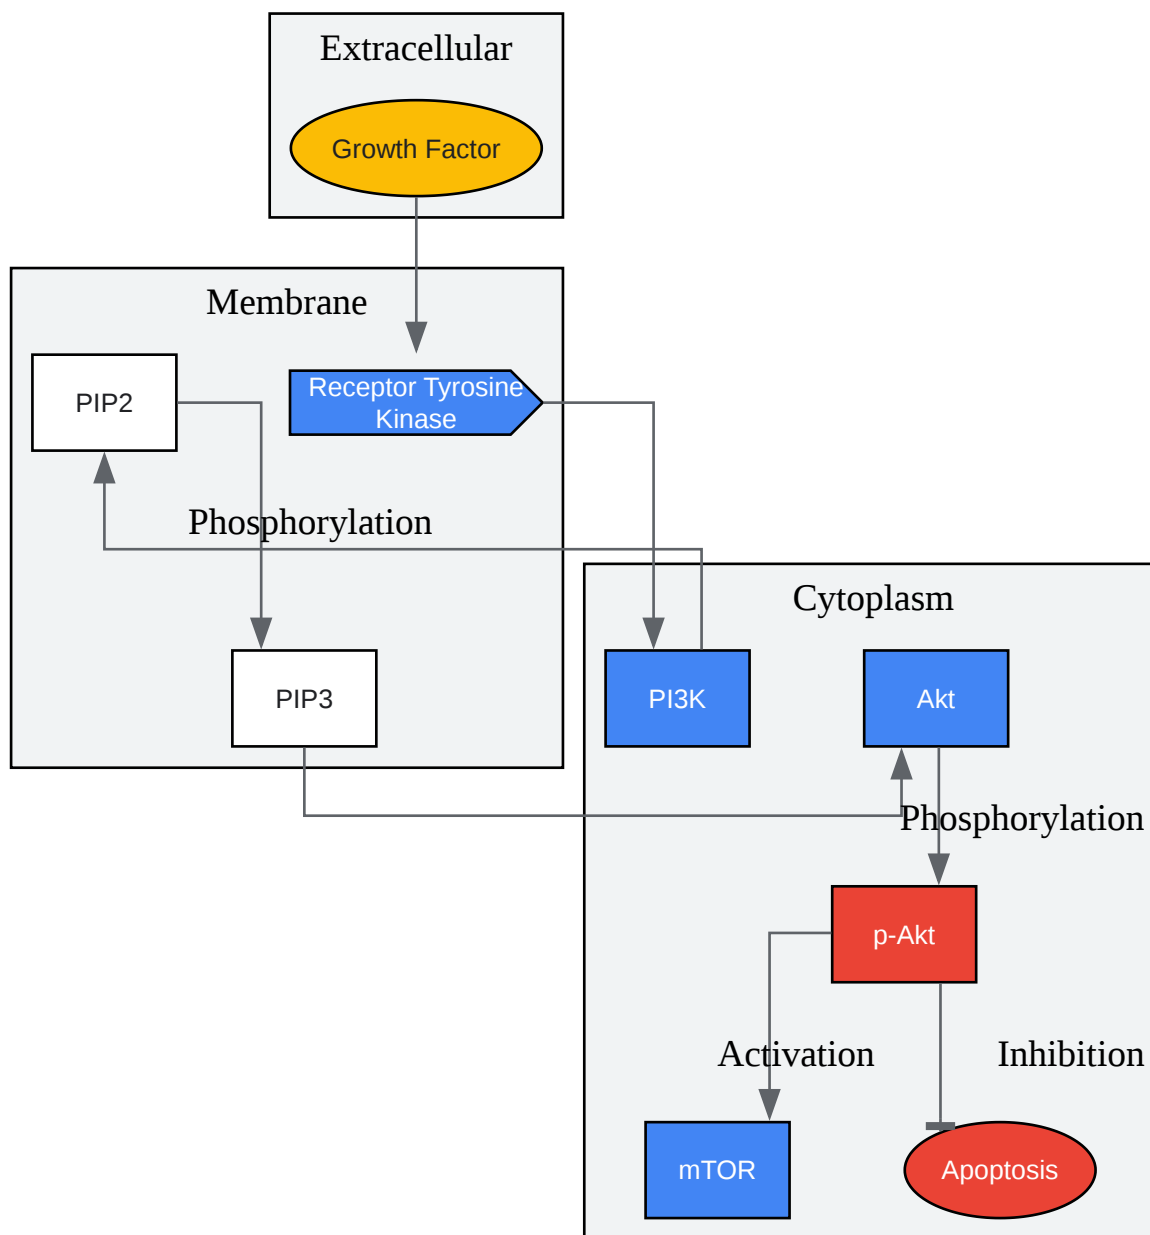 Extracellular
Growth Factor
Membrane
PIP2
Receptor Tyrosine
Kinase
Phosphorylation
Cytoplasm
PIP3
PI3K
Akt
Phosphorylation
p-Akt
Activation
Inhibition
mTOR
Apoptosis